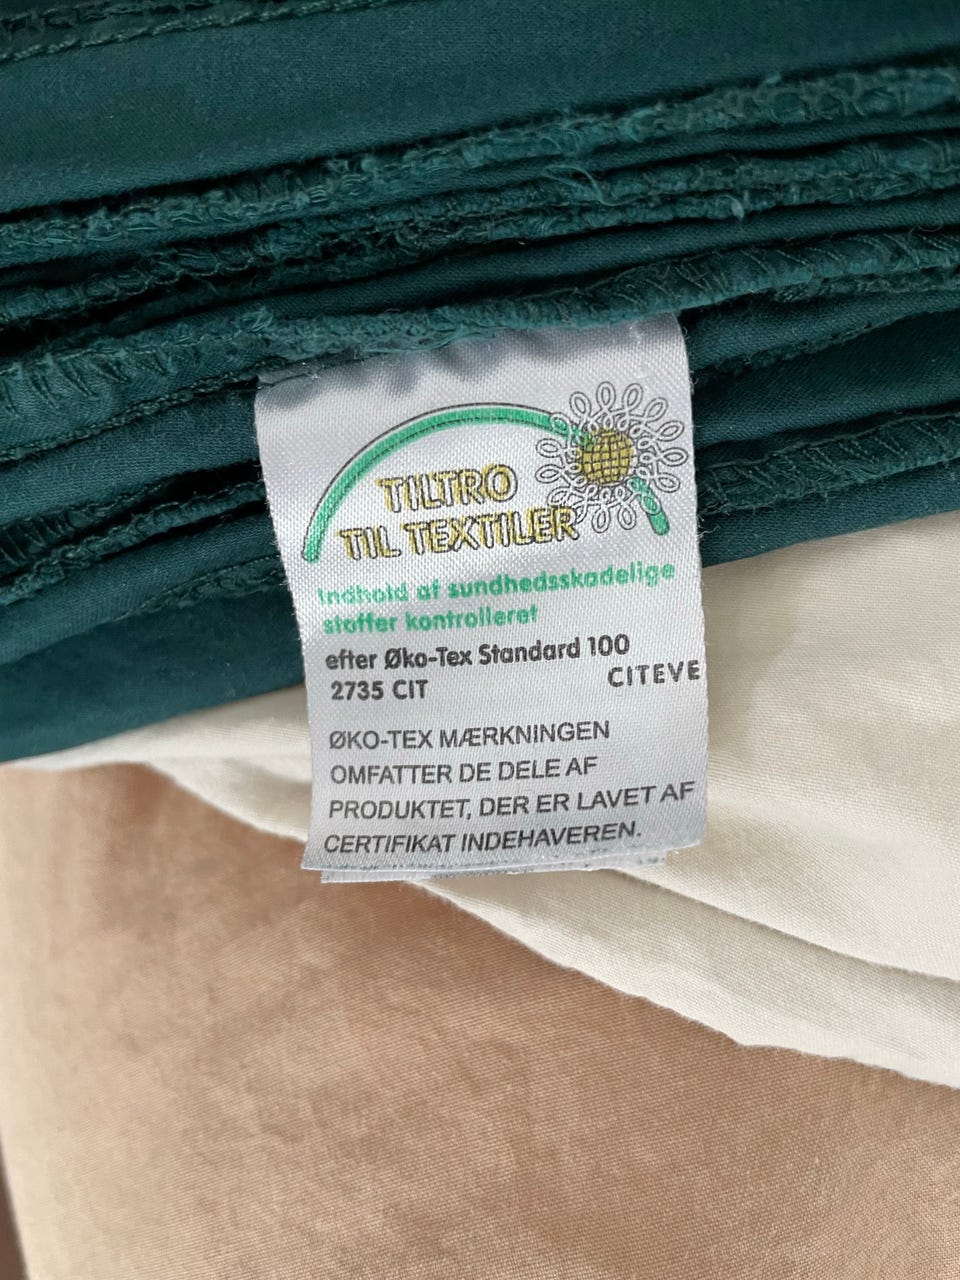 TILTRO
TIL TEXTILER
Indhold af sundhedsskadelige
stoffer kontrolleret
efter Øko-Tex Standard 100
2735 CIT CITEVE
ØKO-TEX MÆRKNINGEN
OMFATTER DE DELE AF
PRODUKTET, DER ER LAVET AF
CERTIFIKAT INDEHAVEREN.